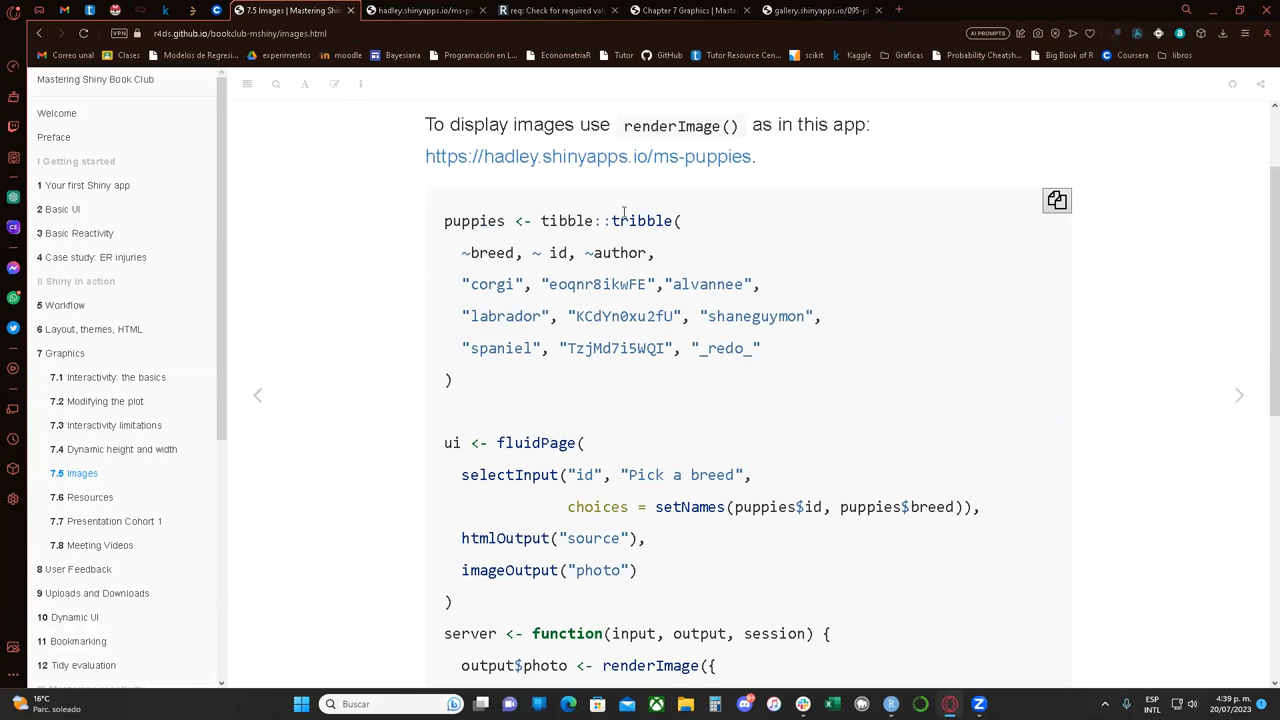 7.5 Images | Mastering Shin
hadley.shinyapps.io/ms-pup
req: Check for required val
Chapter 7 Graphics | Maste
gallery.shinyapps.io/095-p
VPN
r4ds.github.io/bookclub-mshiny/images.html
AI PROMPTS
Correo unal
Classes
Modelos de Regresi...
experimentos
moodle
Bayesiana
Programación en L...
EconometriaR
Tutor
GitHub
Tutor Resource Cen...
scikit
Kaggle
Graficas
Probability Cheatsh...
Big Book of R
Coursera
(1) Platzi
Mastering Shiny Book Club
Welcome
Preface
I Getting started
1 Your first Shiny app
2 Basic UI
3 Basic Reactivity
4 Case study: ER injuries
II Shiny in action
5 Workflow
6 Layout, themes, HTML
7 Graphics
7.1 Interactivity: the basics
7.2 Modifying the plot
7.3 Interactivity limitations
7.4 Dynamic height and width
7.5 Images
7.6 Resources
7.7 Presentation Cohort 1
7.8 Meeting Videos
8 User Feedback
9 Uploads and Downloads
10 Dynamic UI
11 Bookmarking
12 Tidy evaluation
To display images use renderImage() as in this app:
https://hadley.shinyapps.io/ms-puppies.
puppies <- tibble::tribble(
~breed, ~ id, ~author,
"corgi", "eoqnr8ikwFE","alvannee",
"labrador", "KCdYn0xu2fU", "shaneguymon",
"spaniel", "TzjMd7i5WQI", "_redo_"
)
ui <- fluidPage(
selectInput("id", "Pick a breed",
choices = setNames(puppies$id, puppies$breed)),
htmlOutput("source"),
imageOutput("photo")
)
server <- function(input, output, session) {
output$photo <- renderImage({
16°C
Parc. soleado
Buscar
ESP
INTL
4:39 p. m.
20/07/2023